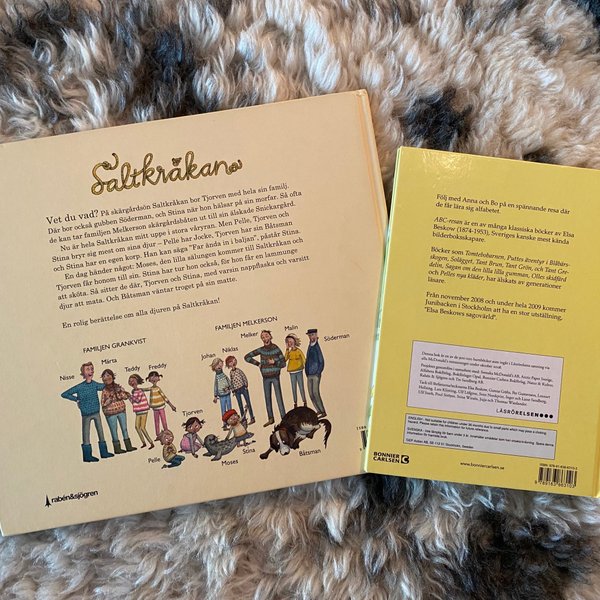 Saltkråkan
Vet du vad? På skärgårdsön Saltkråkan bor Tjorven med hela sin familj.
Där bor också gubben Söderman, och Stina när hon hälsar på sin morfar. Så ofta
de kan tar familjen Melkerson skärgårdsbåten ut till sin älskade Snickargård.
Nu är hela Saltkråkan mitt uppe i stora våryran. Men Pelle, Tjorven och
Stina bryr sig mest om sina djur – Pelle har Jocke, Tjorven har sin Båtsman
och Stina har en egen korp. Han kan säga "Far ända in i baljan", påstår Stina.
En dag händer något: Moses, den lilla sälungen kommer till Saltkråkan och
Tjorven får honom till sin. Stina har tur hon också, för hon får en lammunge
att sköta. Så sitter de där, Tjorven och Stina, med varsin nappflaska och varsitt
djur att mata. Och Båtsman väntar troget på sin matte.
En rolig berättelse om alla djuren på Saltkråkan!
FAMILJEN GRANKVIST
FAMILJEN MELKERSON
Nisse
Märta
Teddy
Freddy
Johan
Niklas
Melker
Malin
Söderman
Tjorven
Pelle
Moses
Stina
Båtsman
rabén&sjögren
Följ med Anna och Bo på en spännande resa där
de får lära sig alfabetet.
ABC-resan är en av många klassiska böcker av Elsa
Beskow (1874-1953), Sveriges kanske mest kända
bilderboksskapare.
Böcker som Tomtebobarnen, Puttes äventyr i Blåbärs-
skogen, Solägget, Tant Brun, Tant Grön, och Tant Gre-
delin, Sagan om den lilla lilla gumman, Olles skidfärd
och Pelles nya kläder, har älskats av generationer
läsare.
Från november 2008 och under hela 2009 kommer
Junibacken i Stockholm att ha en stor utställning,
"Elsa Beskows sagovärld".
LÄSRÖRELSEN
BONNIER
CARLSEN
www.bonniercarlsen.se